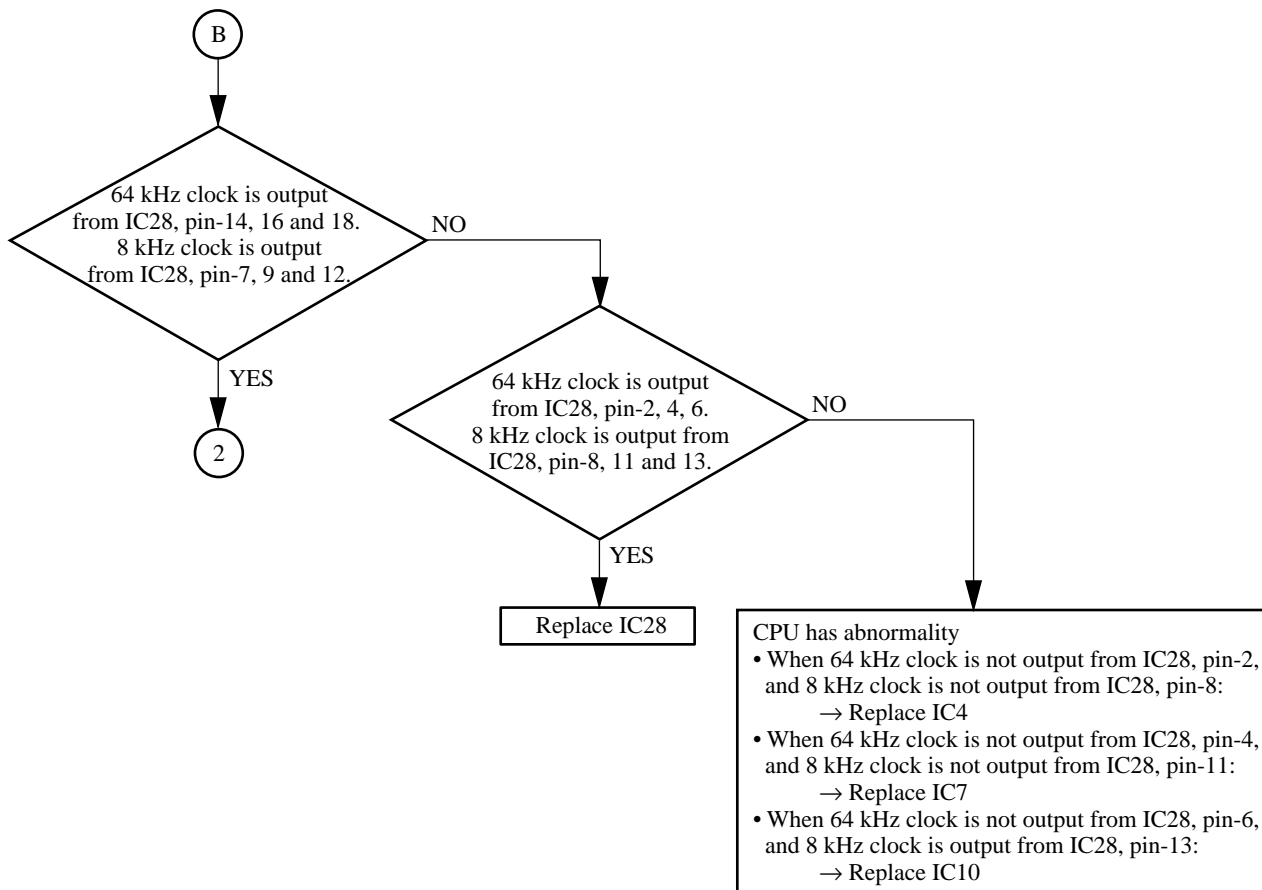 B
64 kHz clock is output
from IC28, pin-14, 16 and 18.
8 kHz clock is output
from IC28, pin-7, 9 and 12.
NO
YES
2
64 kHz clock is output
from IC28, pin-2, 4, 6.
8 kHz clock is output from
IC28, pin-8, 11 and 13.
NO
YES
Replace IC28
CPU has abnormality
• When 64 kHz clock is not output from IC28, pin-2,
and 8 kHz clock is not output from IC28, pin-8:
→ Replace IC4
• When 64 kHz clock is not output from IC28, pin-4,
and 8 kHz clock is not output from IC28, pin-11:
→ Replace IC7
• When 64 kHz clock is not output from IC28, pin-6,
and 8 kHz clock is output from IC28, pin-13:
→ Replace IC10